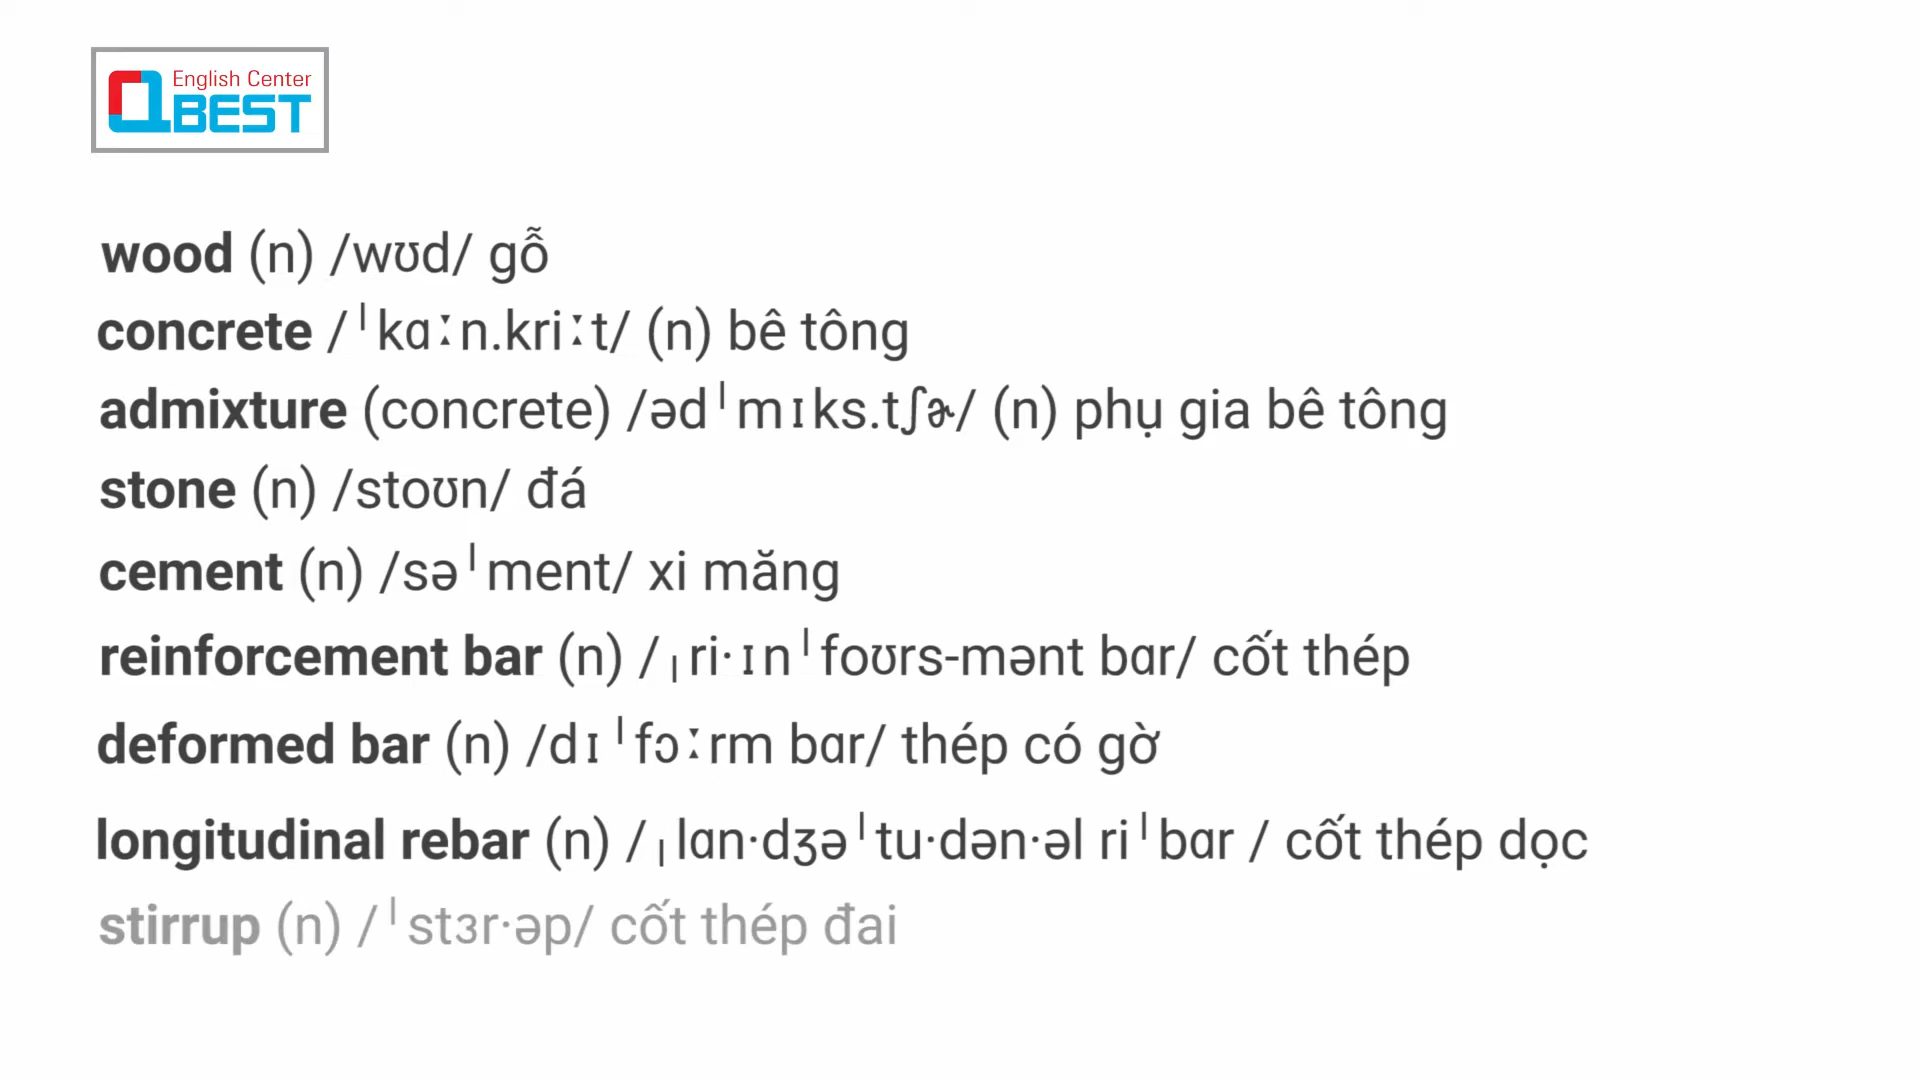 English Center
QBEST
wood (n) /wʊd/ gỗ
concrete /ˈkɑːn.kriːt/ (n) bê tông
admixture (concrete) /ədˈmɪks.tʃɚ/ (n) phụ gia bê tông
stone (n) /stoʊn/ đá
cement (n) /səˈment/ xi măng
reinforcement bar (n) /ˌri·ɪnˈfoʊrs-mənt bɑr/ cốt thép
deformed bar (n) /dɪˈfɔːrm bɑr/ thép có gờ
longitudinal rebar (n) /ˌlɑn·dʒəˈtu·dən·əl riˈbɑr / cốt thép dọc
stirrup (n) /ˈstɜr·əp/ cốt thép đai